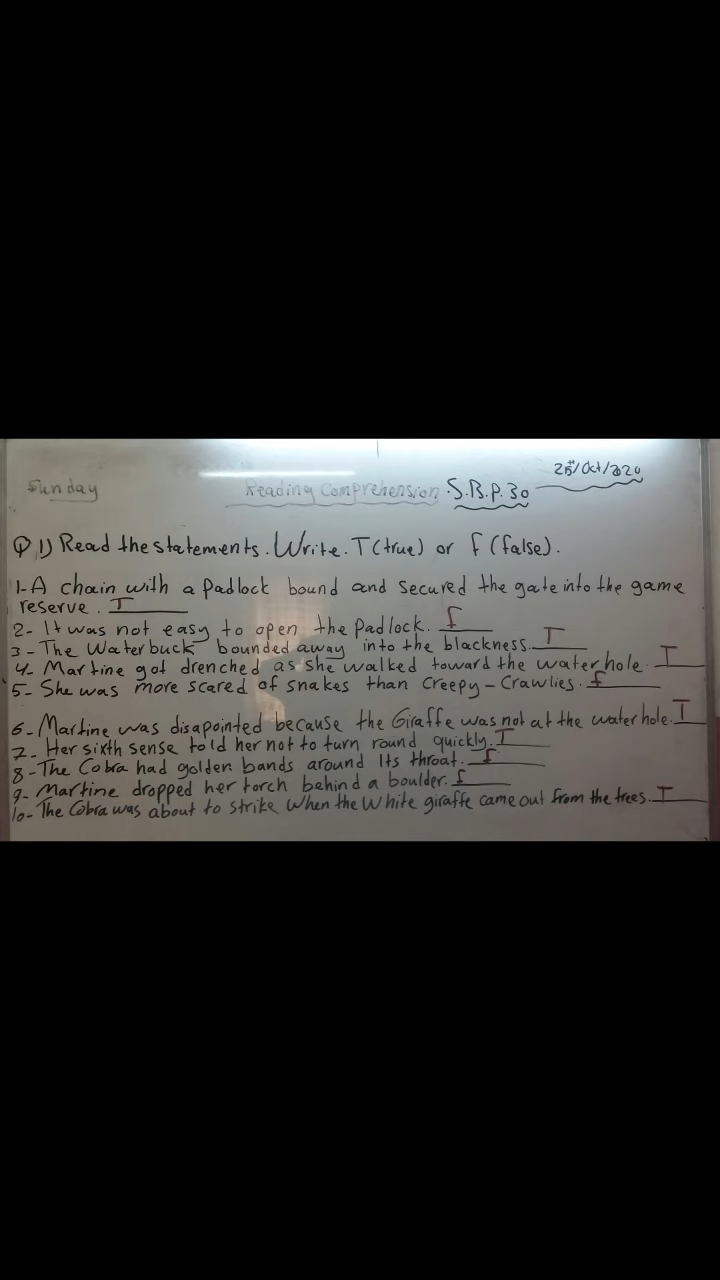 Sunday Reading Comprehension. S.B.p.30 25th/Oct/2020
Q 1) Read the statements. Write. T (true) or f (false).
1- A chain with a Padlock bound and secured the gate into the game
reserve. T
2- It was not easy to open the Padlock. f
3- The Waterbuck bounded away into the blackness. T
4- Martine got drenched as she walked toward the water hole. T
5- She was more scared of snakes than Creepy-Crawlies. f
6- Martine was disapointed because the Giraffe was not at the water hole. T
7- Her sixth sense told her not to turn round quickly. T
8- The Cobra had golden bands around Its throat. f
9- Martine dropped her torch behind a boulder. f
10- The Cobra was about to strike When the White giraffe came out from the trees. T